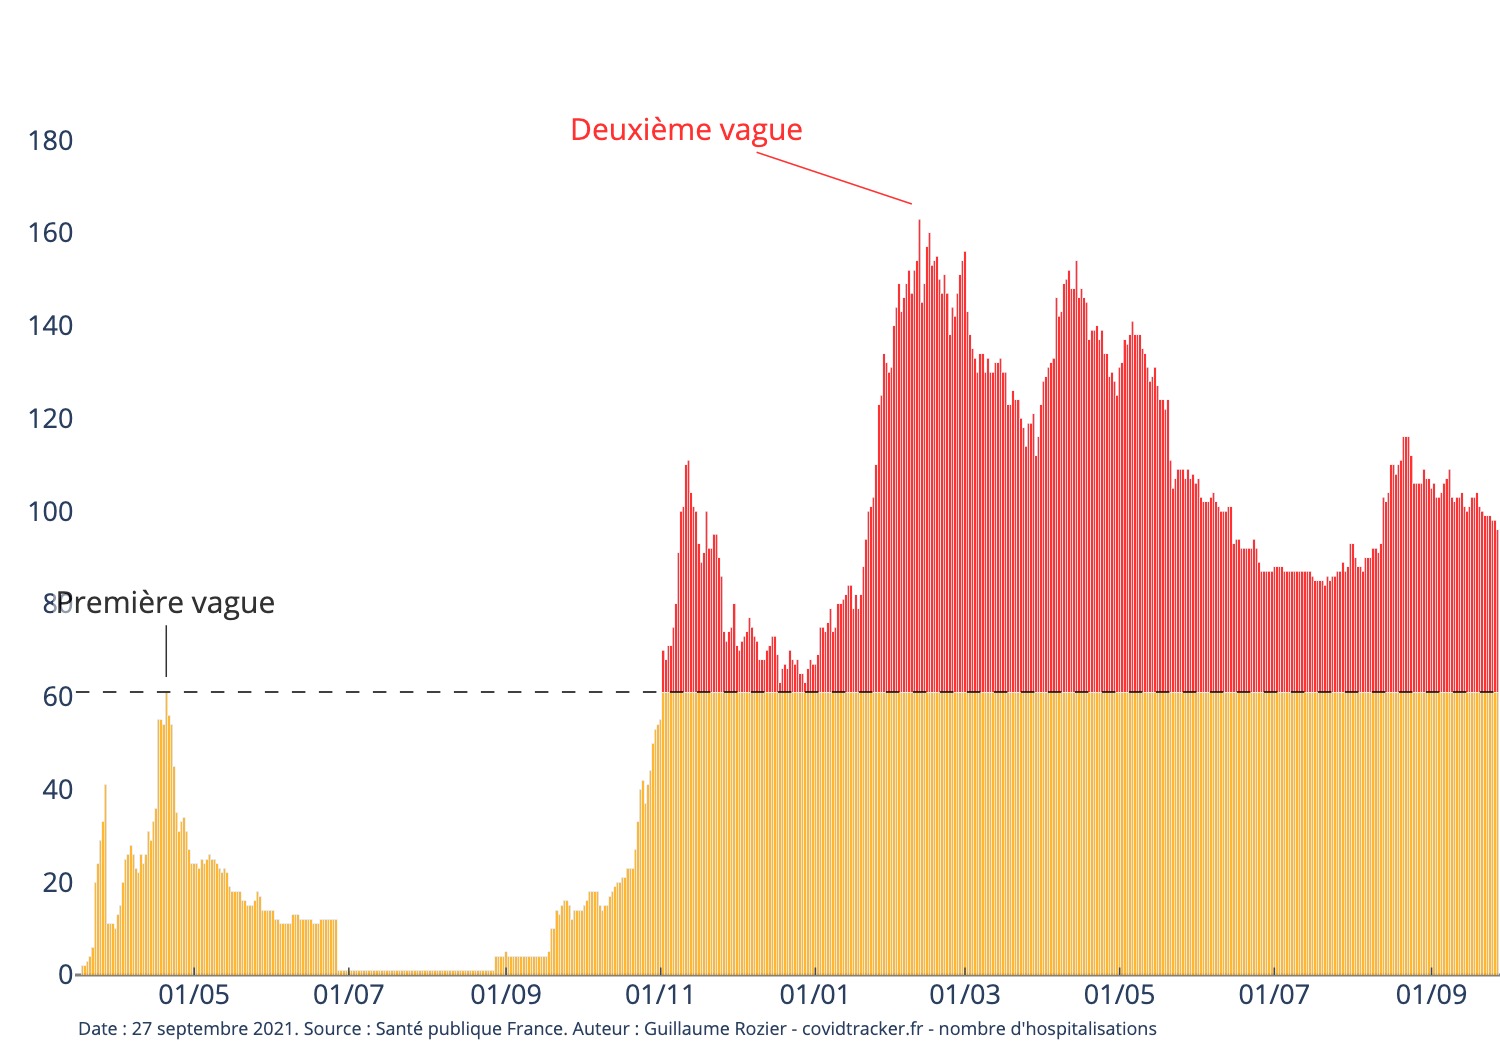 Deuxième vague
180
160
140
120
100
80
Première vague
60
40
20
0
01/05 01/07 01/09 01/11 01/01 01/03 01/05 01/07 01/09
Date : 27 septembre 2021. Source : Santé publique France. Auteur : Guillaume Rozier - covidtracker.fr - nombre d'hospitalisations